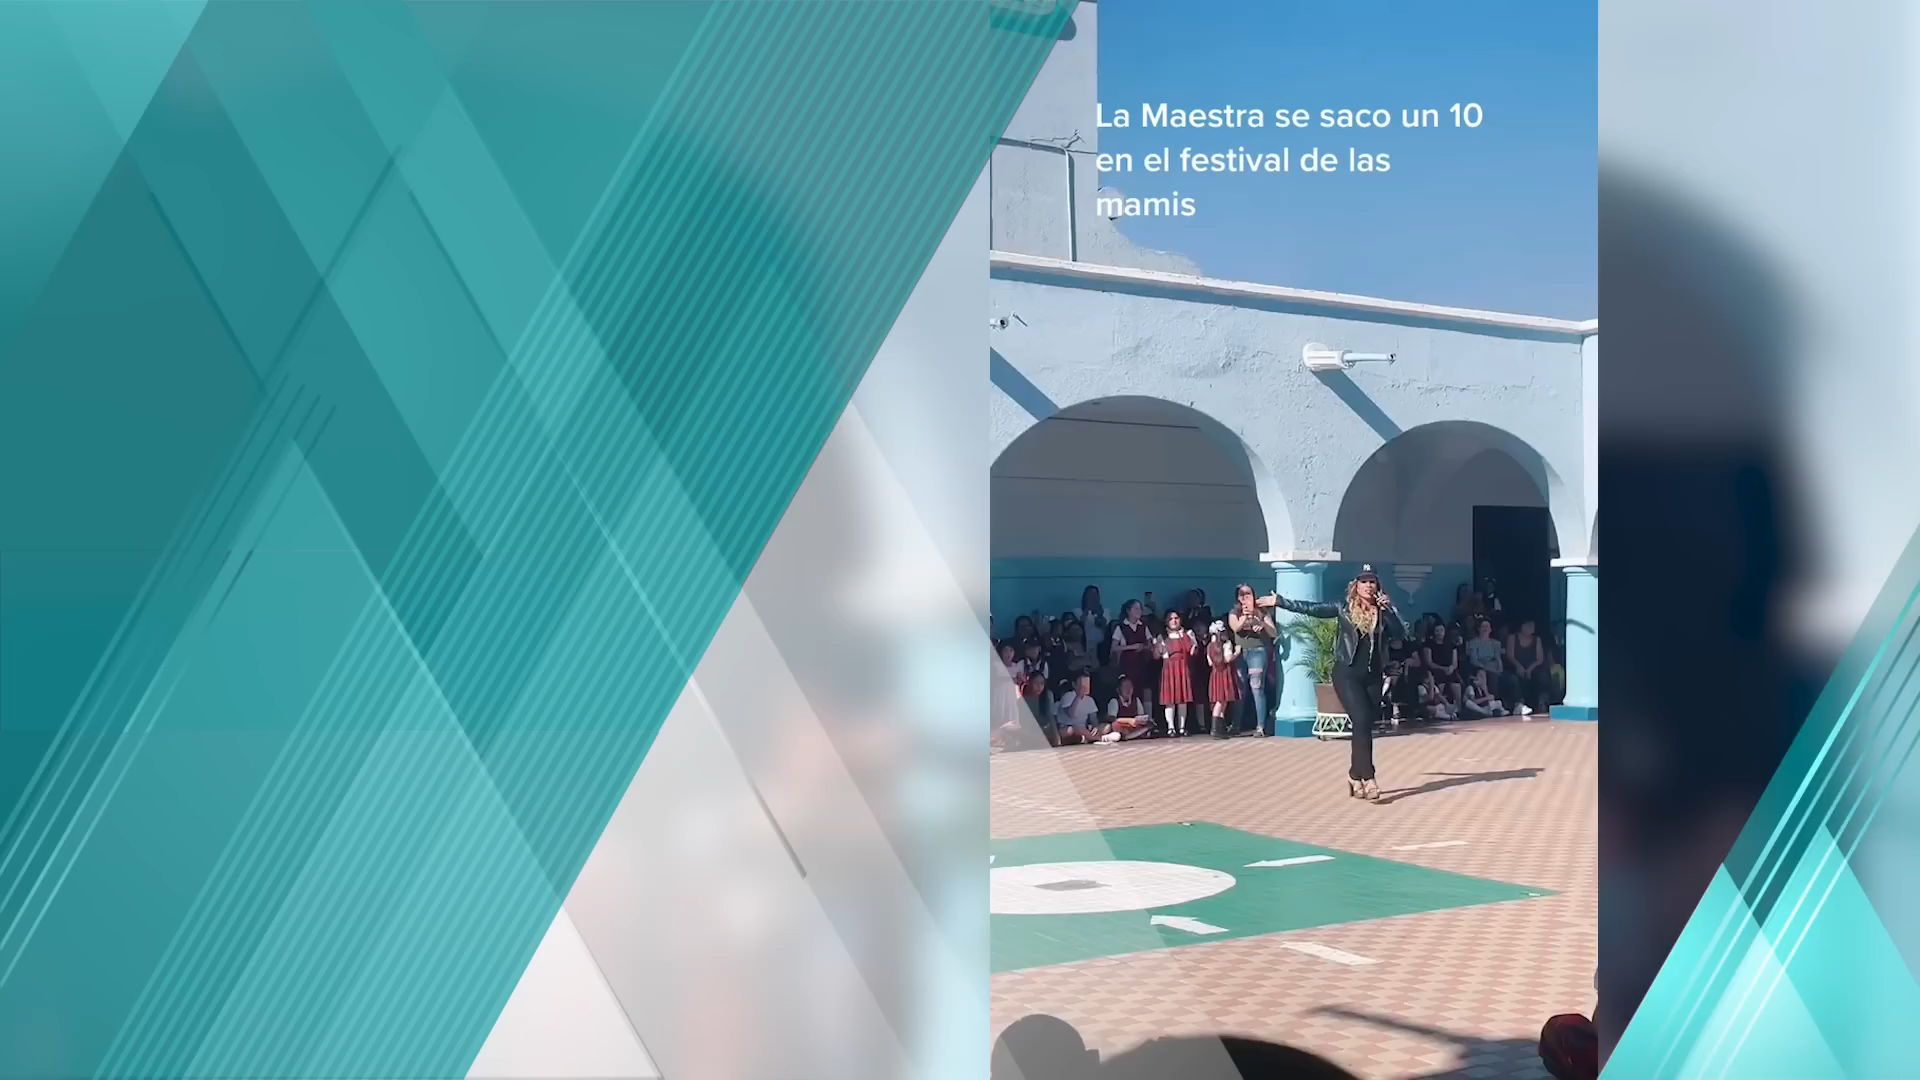 La Maestra se saco un 10
en el festival de las
mamis